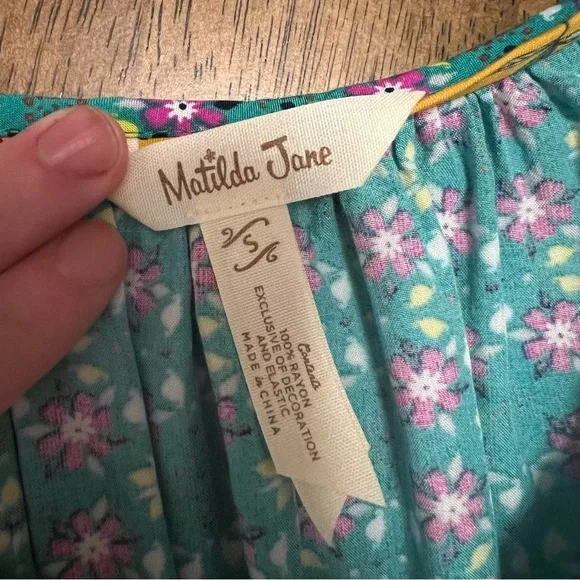 Matilda Jane
S
Contents
100% RAYON
EXCLUSIVE OF DECORATION
AND ELASTIC
MADE in CHINA